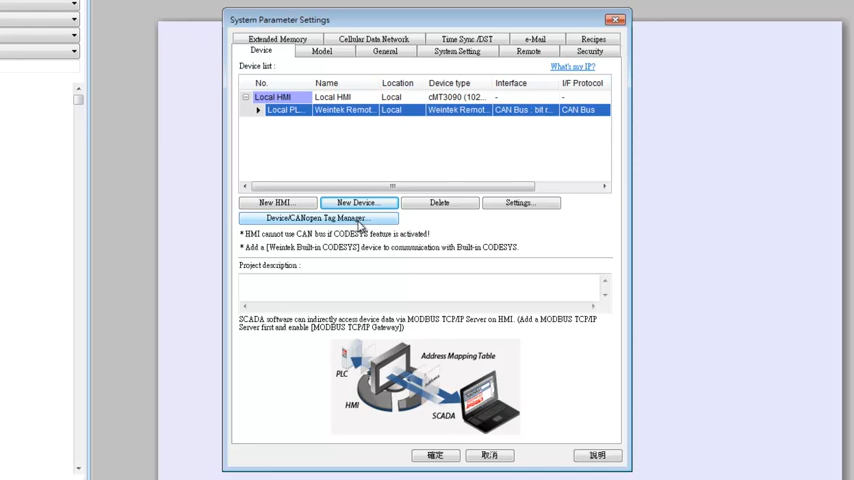 System Parameter Settings
Extended Memory Cellular Data Network Time Sync /DST e-Mail Recipes
Device Model General System Setting Remote Security
Device list : What's my IP?
No. Name Location Device type Interface I/F Protocol
Local HMI Local HMI Local cMT3090 (102... - -
Local PL... Weintek Remot... Local Weintek Remot... CAN Bus : bit r... CAN Bus
New HMI... New Device... Delete Settings...
Device/CANopen Tag Manager...
* HMI cannot use CAN bus if CODESYS feature is activated!
* Add a [Weintek Built-in CODESYS] device to communication with Built-in CODESYS.
Project description :
SCADA software can indirectly access device data via MODBUS TCP/IP Server on HMI. (Add a MODBUS TCP/IP
Server first and enable [MODBUS TCP/IP Gateway])
Address Mapping Table
PLC
HMI
SCADA
確定 取消 說明